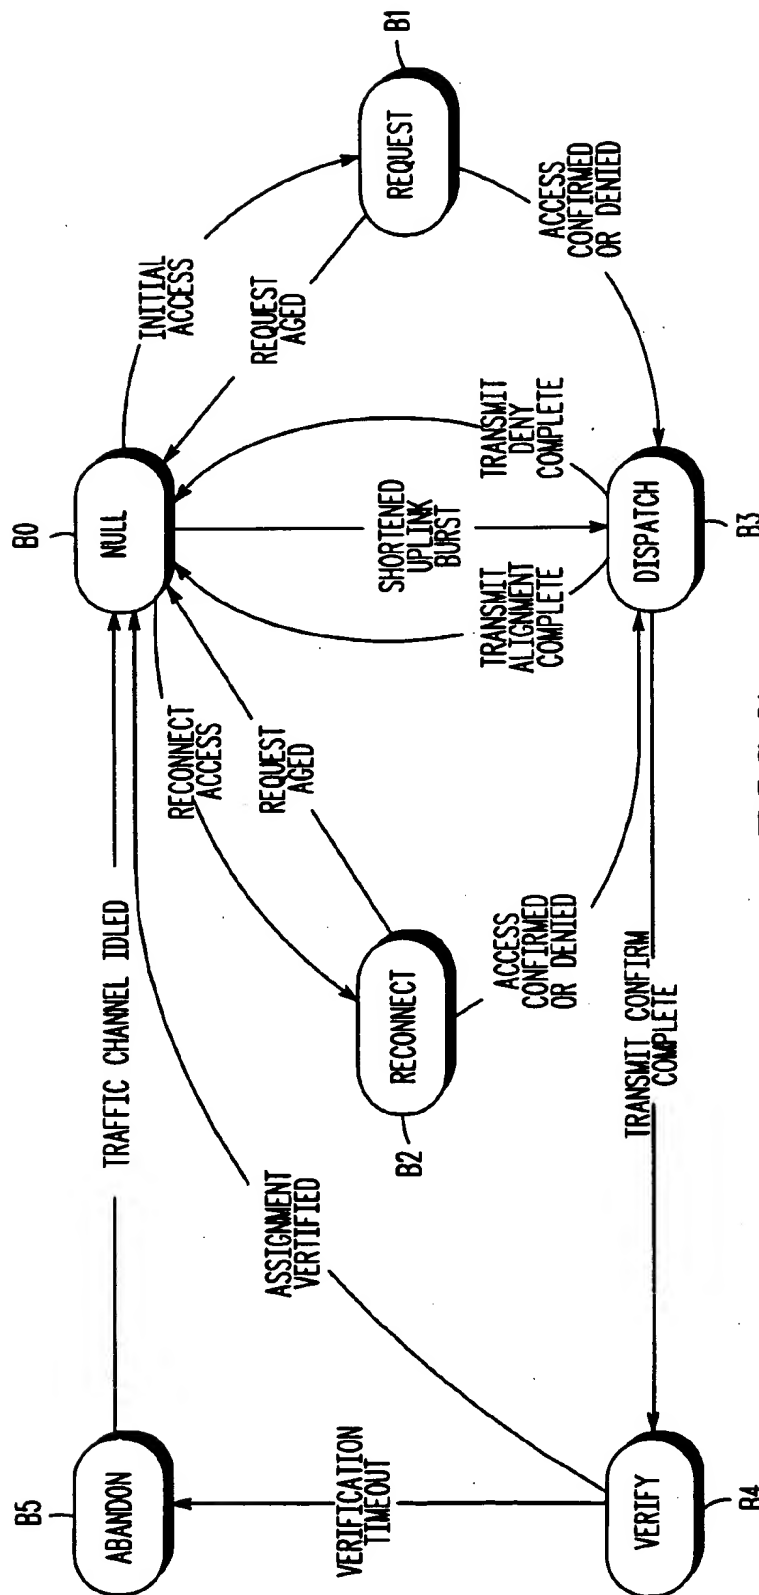 B5
B0
ABANDON
TRAFFIC CHANNEL IDLED
NULL
INITIAL
ACCESS
RECONNECT
ACCESS
REQUEST
AGED
REQUEST
AGED
B1
REQUEST
VERIFICATION
TIMEOUT
ASSIGNMENT
VERTIFIED
B2
RECONNECT
SHORTENED
UPLINK
BURST
ACCESS
CONFIRMED
OR DENIED
TRANSMIT
ALIGNMENT
COMPLETE
TRANSMIT
DENY
COMPLETE
ACCESS
CONFIRMED
OR DENIED
VERIFY
TRANSMIT CONFIRM
COMPLETE
DISPATCH
B4
B3